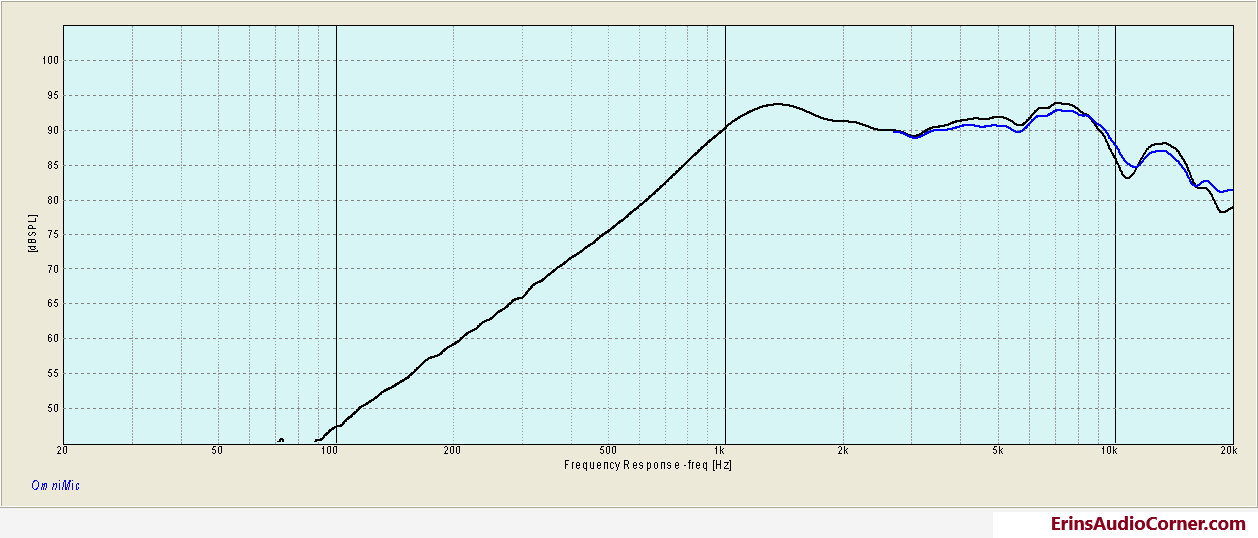 100
95
90
85
80
75
70
65
60
55
50
[dBSPL]
20 50 100 200 500 1k 2k 5k 10k 20k
Frequency Response -freq [Hz]
OmniMic
ErinsAudioCorner.com